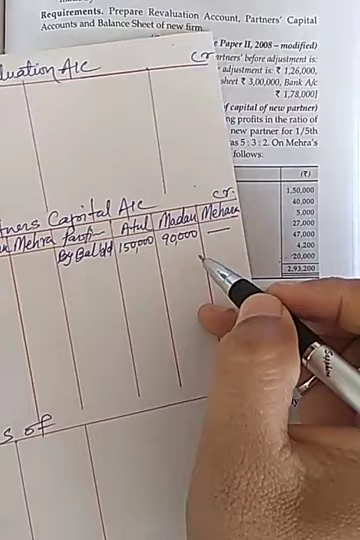 Requirements. Prepare Revaluation Account, Partners' Capital
Accounts and Balance Sheet of new firm.
e Paper II, 2008 – modified)
artners' before adjustment is:
adjustment is: ₹ 1,26,000,
sheet ₹ 3,00,000, Bank A/c
₹ 1,78,000]
f capital of new partner)
ng profits in the ratio of
new partner for 1/5th
as 5 : 3 : 2. On Mehra's
follows:
(₹)
1,50,000
40,000
5,000
27,000
47,000
4,200
20,000
2,93,200
luation A/c
Cr.
tners Capital A/c
Cr.
Mehra Parti- Atul Madan Mehara
By Bal b/d 150,000 90,000 —
s of